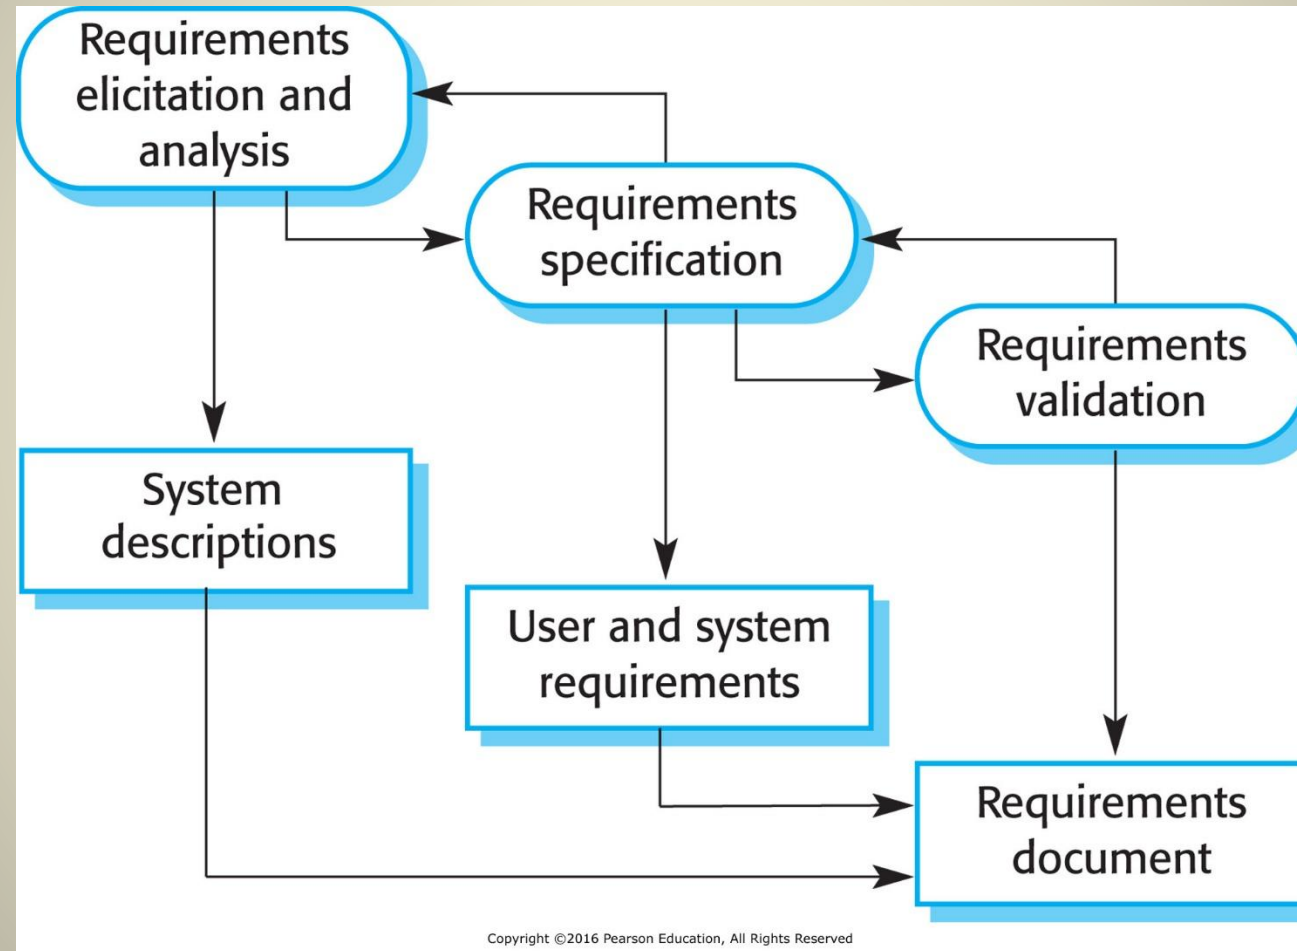 Requirements
elicitation and
analysis
Requirements
specification
Requirements
validation
System
descriptions
User and system
requirements
Requirements
document
Copyright ©2016 Pearson Education, All Rights Reserved